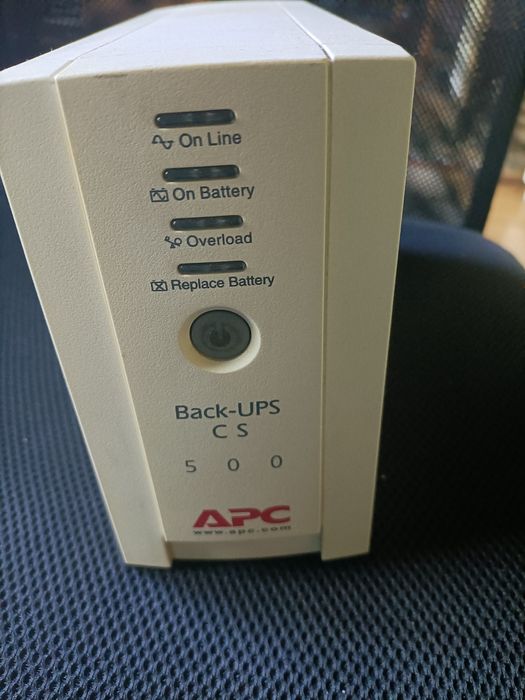 On Line
On Battery
Overload
Replace Battery
Back-UPS
CS
500
APC
www.apc.com